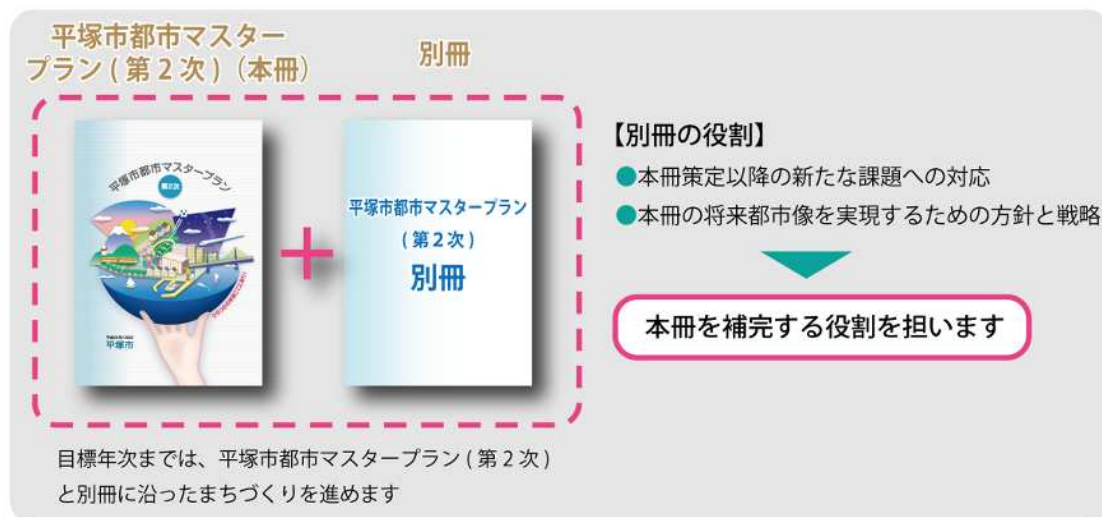 平塚市都市マスター
プラン(第2次)（本冊）
別冊
平塚市都市マスタープラン
第2次
平塚市
平塚市都市マスタープラン
(第2次)
別冊
+
【別冊の役割】
●本冊策定以降の新たな課題への対応
●本冊の将来都市像を実現するための方針と戦略
本冊を補完する役割を担います
目標年次までは、平塚市都市マスタープラン(第2次)
と別冊に沿ったまちづくりを進めます